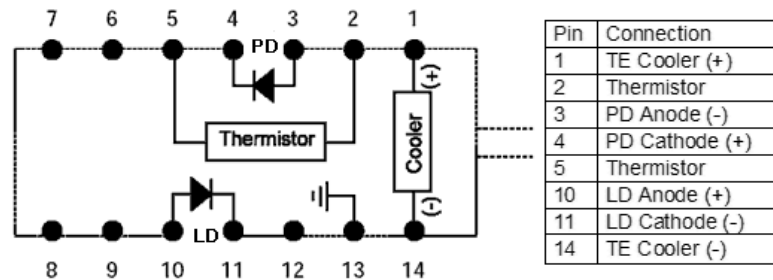 7 6 5 4 3 2 1
PD
(+)
Thermistor
Cooler
(-)
LD
8 9 10 11 12 13 14
Pin Connection
1 TE Cooler (+)
2 Thermistor
3 PD Anode (-)
4 PD Cathode (+)
5 Thermistor
10 LD Anode (+)
11 LD Cathode (-)
14 TE Cooler (-)